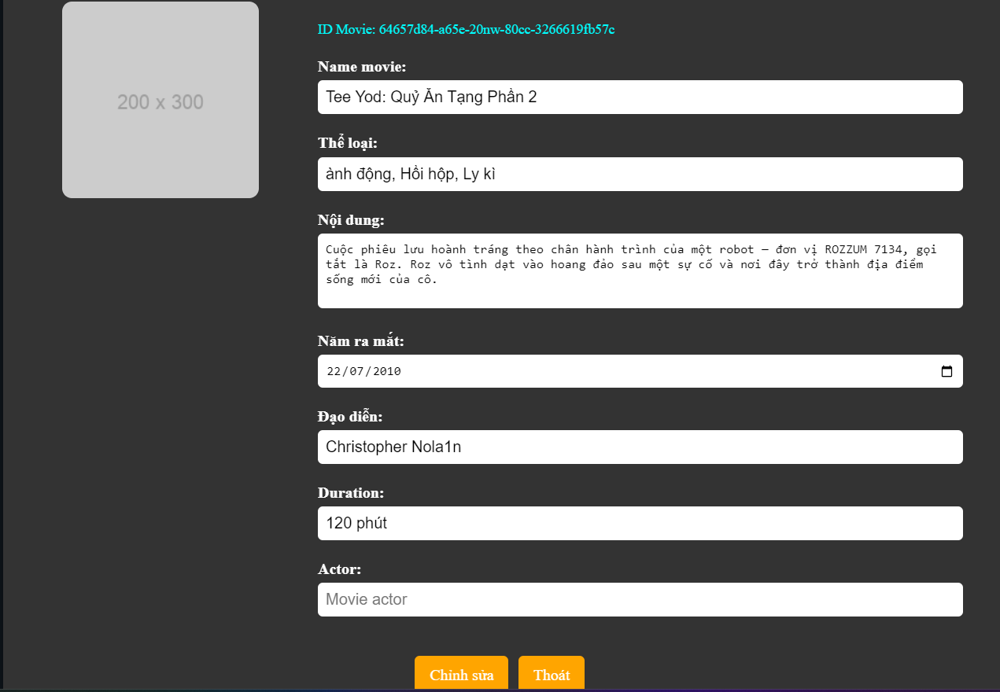 200 x 300
ID Movie: 64657d84-a65e-20nw-80cc-3266619fb57c
Name movie:
Tee Yod: Quỷ Ăn Tạng Phần 2
Thể loại:
ành động, Hồi hộp, Ly kì
Nội dung:
Cuộc phiêu lưu hoành tráng theo chân hành trình của một robot – đơn vị ROZZUM 7134, gọi
tắt là Roz. Roz vô tình dạt vào hoang đảo sau một sự cố và nơi đây trở thành địa điểm
sống mới của cô.
Năm ra mắt:
22/07/2010
Đạo diễn:
Christopher Nola1n
Duration:
120 phút
Actor:
Movie actor
Chỉnh sửa Thoát